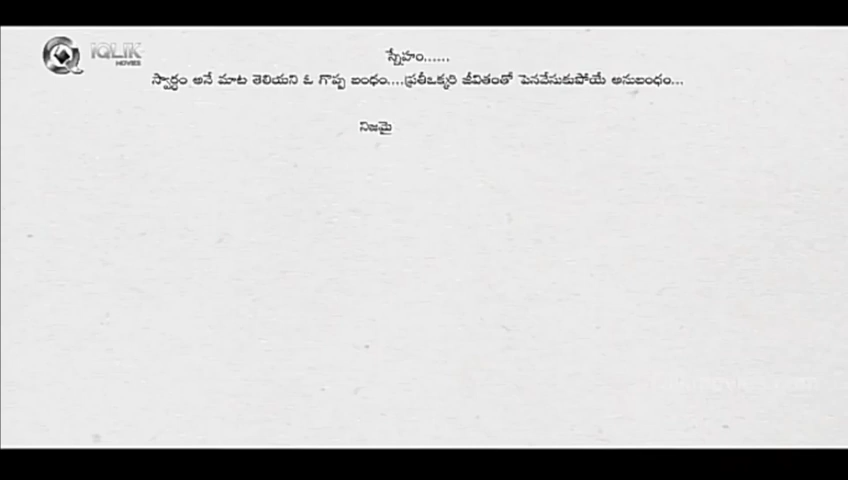 IQLIK
MOVIES
స్నేహం......
స్వార్థం అనే మాట తెలియని ఓ గొప్ప బంధం....ప్రతీఒక్కరి జీవితంతో పెనవేసుకుపోయే అనుబంధం...
నిజమై